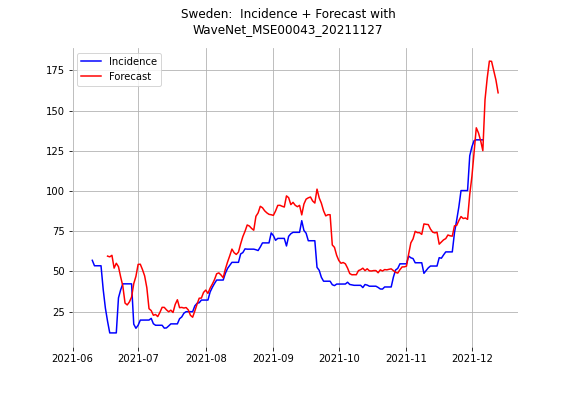 Sweden:  Incidence + Forecast with
WaveNet_MSE00043_20211127
Incidence
Forecast
175
150
125
100
75
50
25
2021-06 2021-07 2021-08 2021-09 2021-10 2021-11 2021-12